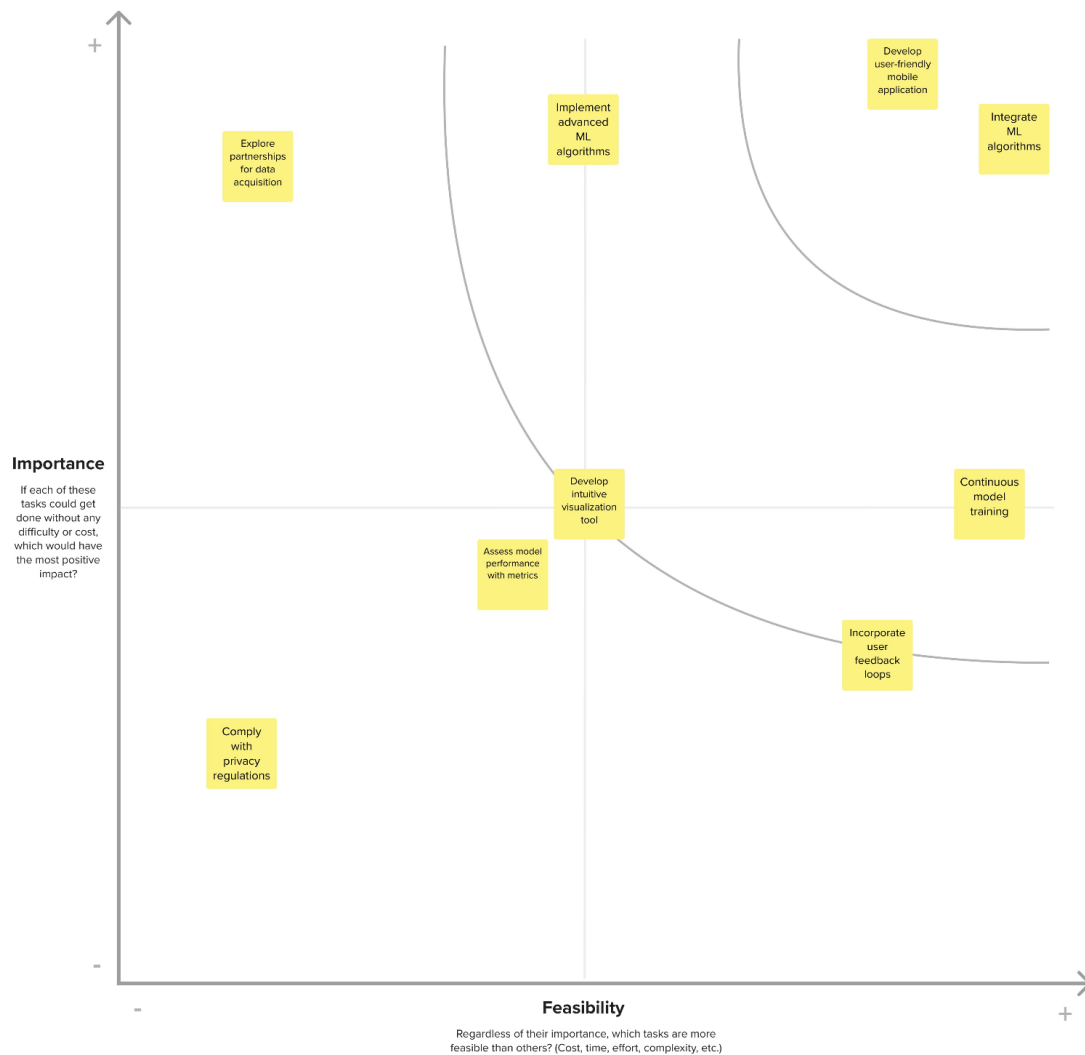 +
Develop
user-friendly
mobile
application
Implement
advanced
ML
algorithms
Integrate
ML
algorithms
Explore
partnerships
for data
acquisition
Importance
If each of these
tasks could get
done without any
difficulty or cost,
which would have
the most positive
impact?
Develop
intuitive
visualization
tool
Continuous
model
training
Assess model
performance
with metrics
Incorporate
user
feedback
loops
Comply
with
privacy
regulations
-
-
Feasibility
+
Regardless of their importance, which tasks are more
feasible than others? (Cost, time, effort, complexity, etc.)